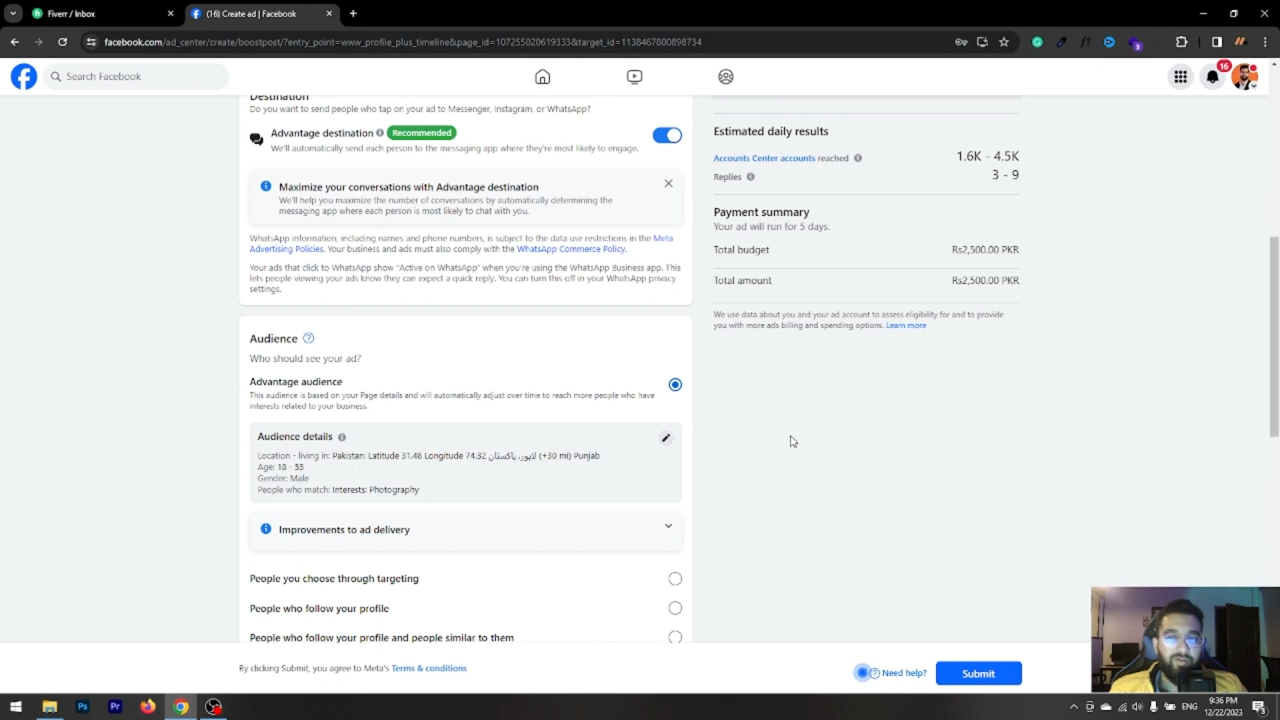 Fiverr / Inbox
(16) Create ad | Facebook
facebook.com/ad_center/create/boostpost/?entry_point=www_profile_plus_timeline&page_id=107255020619333&target_id=1138467800898734
Search Facebook
16
Destination
Do you want to send people who tap on your ad to Messenger, Instagram, or WhatsApp?
Advantage destination Recommended
We'll automatically send each person to the messaging app where they're most likely to engage.
Maximize your conversations with Advantage destination
We'll help you maximize the number of conversations by automatically determining the
messaging app where each person is most likely to chat with you.
WhatsApp information, including names and phone numbers, is subject to the data use restrictions in the Meta
Advertising Policies. Your business and ads must also comply with the WhatsApp Commerce Policy.
Your ads that click to WhatsApp show "Active on WhatsApp" when you're using the WhatsApp Business app. This
lets people viewing your ads know they can expect a quick reply. You can turn this off in your WhatsApp privacy
settings.
Audience
Who should see your ad?
Advantage audience
This audience is based on your Page details and will automatically adjust over time to reach more people who have
interests related to your business.
Audience details
Location - living in: Pakistan: Latitude 31.48 Longitude 74.32 لاہور، پاکستان (+30 mi) Punjab
Age: 18 - 55
Gender: Male
People who match: Interests: Photography
Improvements to ad delivery
People you choose through targeting
People who follow your profile
People who follow your profile and people similar to them
Estimated daily results
Accounts Center accounts reached 1.6K - 4.5K
Replies 3 - 9
Payment summary
Your ad will run for 5 days.
Total budget Rs2,500.00 PKR
Total amount Rs2,500.00 PKR
We use data about you and your ad account to assess eligibility for and to provide
you with more ads billing and spending options. Learn more
By clicking Submit, you agree to Meta's Terms & conditions
Need help?
Submit
ENG
9:36 PM
12/22/2023